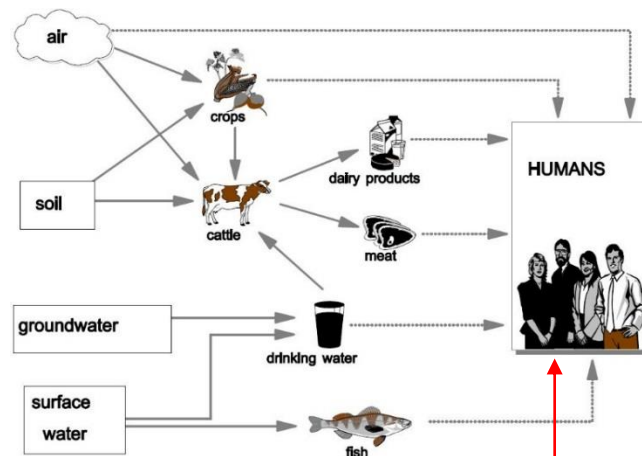 air
crops
dairy products
HUMANS
soil
cattle
meat
groundwater
drinking water
surface
water
fish